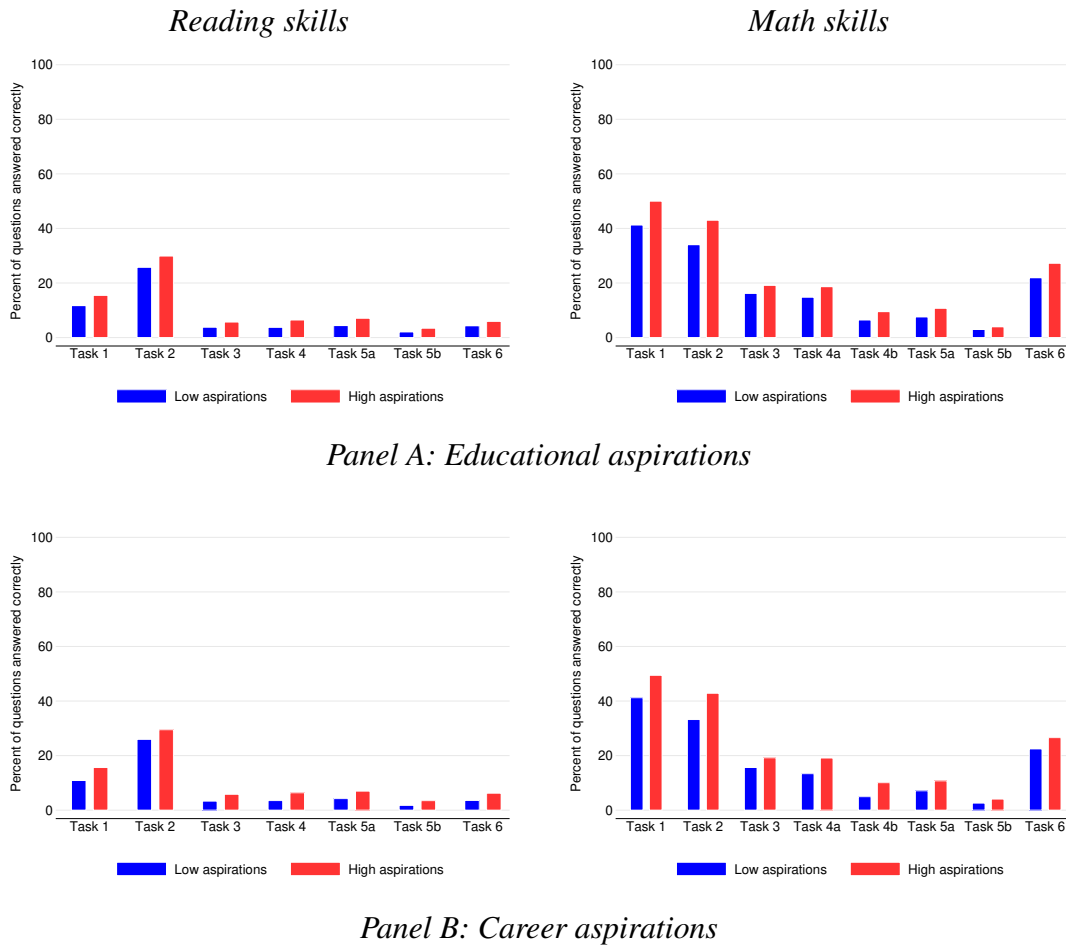 Reading skills
Math skills
Percent of questions answered correctly
100
80
60
40
20
0
Task 1 Task 2 Task 3 Task 4 Task 5a Task 5b Task 6
Low aspirations High aspirations
Percent of questions answered correctly
100
80
60
40
20
0
Task 1 Task 2 Task 3 Task 4a Task 4b Task 5a Task 5b Task 6
Low aspirations High aspirations
Panel A: Educational aspirations
Percent of questions answered correctly
100
80
60
40
20
0
Task 1 Task 2 Task 3 Task 4 Task 5a Task 5b Task 6
Low aspirations High aspirations
Percent of questions answered correctly
100
80
60
40
20
0
Task 1 Task 2 Task 3 Task 4a Task 4b Task 5a Task 5b Task 6
Low aspirations High aspirations
Panel B: Career aspirations